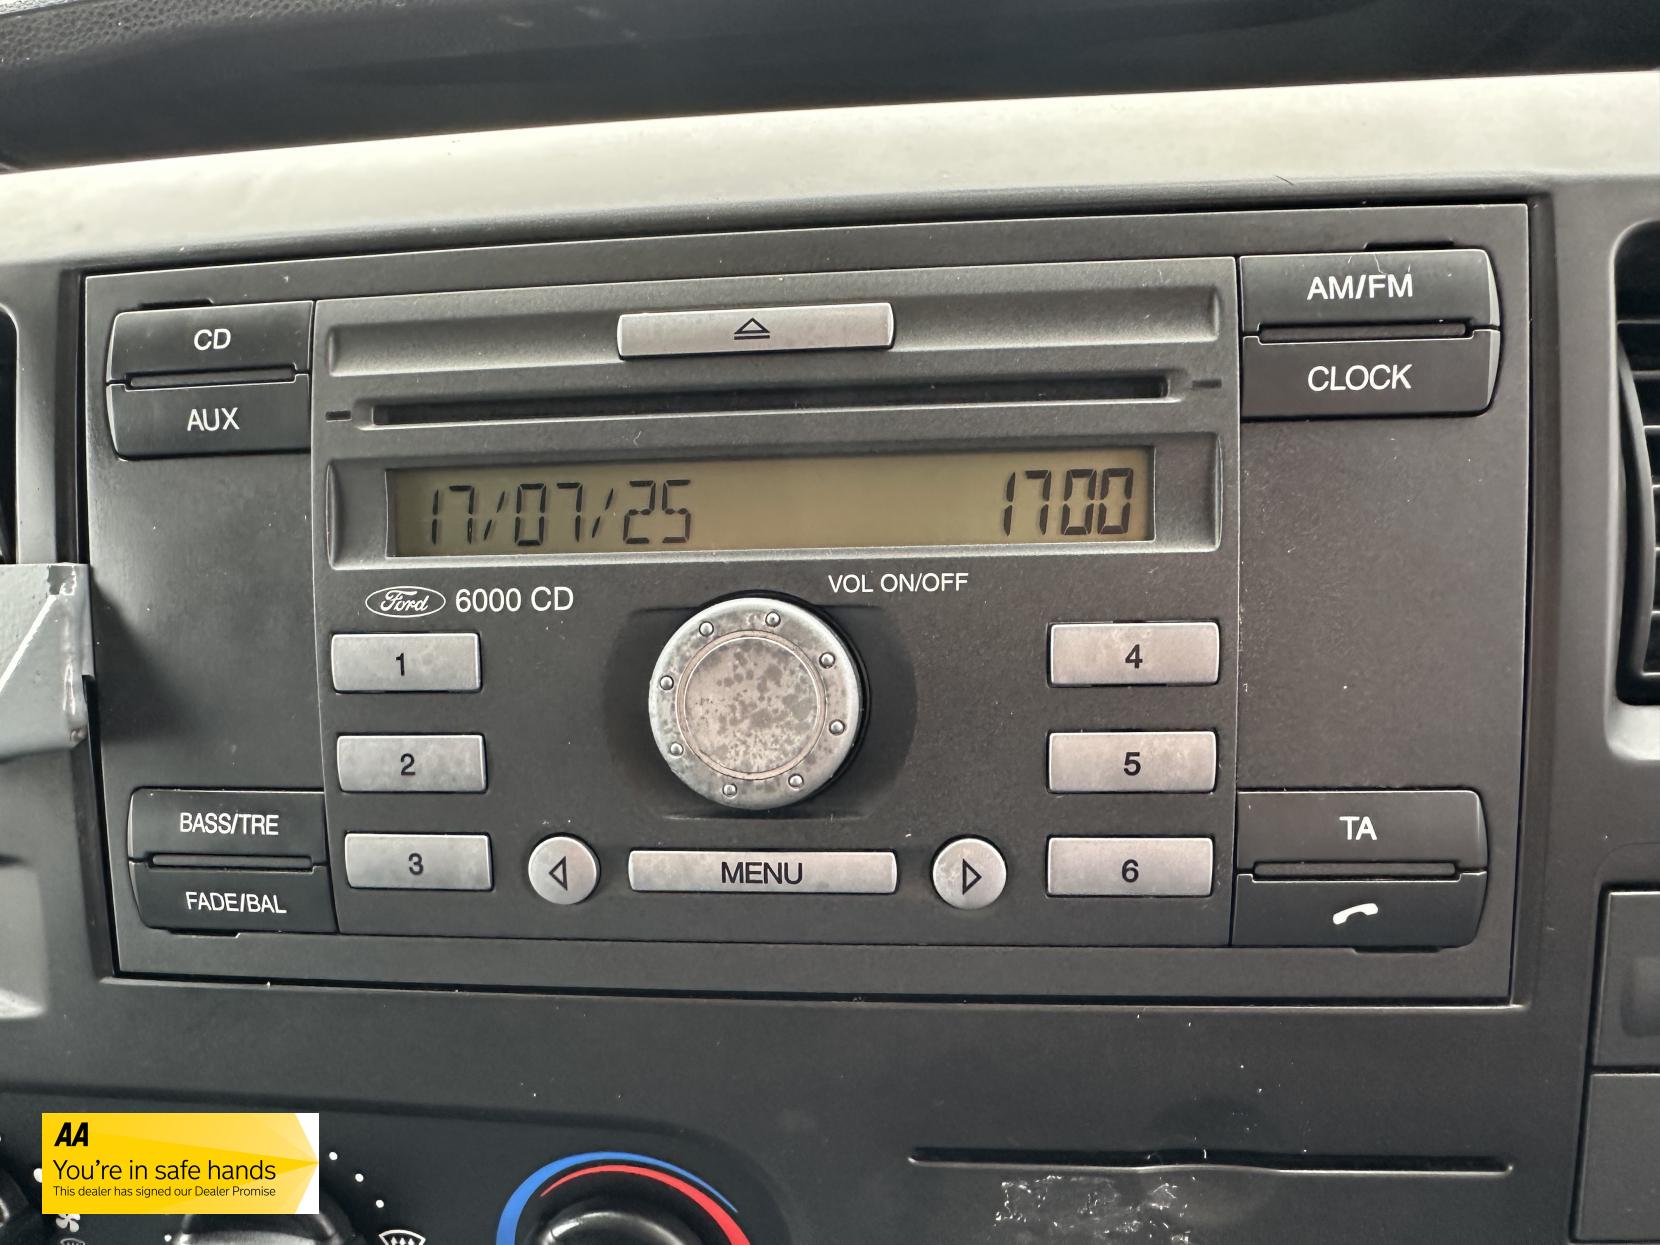 AM/FM
CD
CLOCK
AUX
17/07/25 1700
Ford 6000 CD
VOL ON/OFF
1
4
2
5
BASS/TRE
TA
3
MENU
6
FADE/BAL
AA
You're in safe hands
This dealer has signed our Dealer Promise